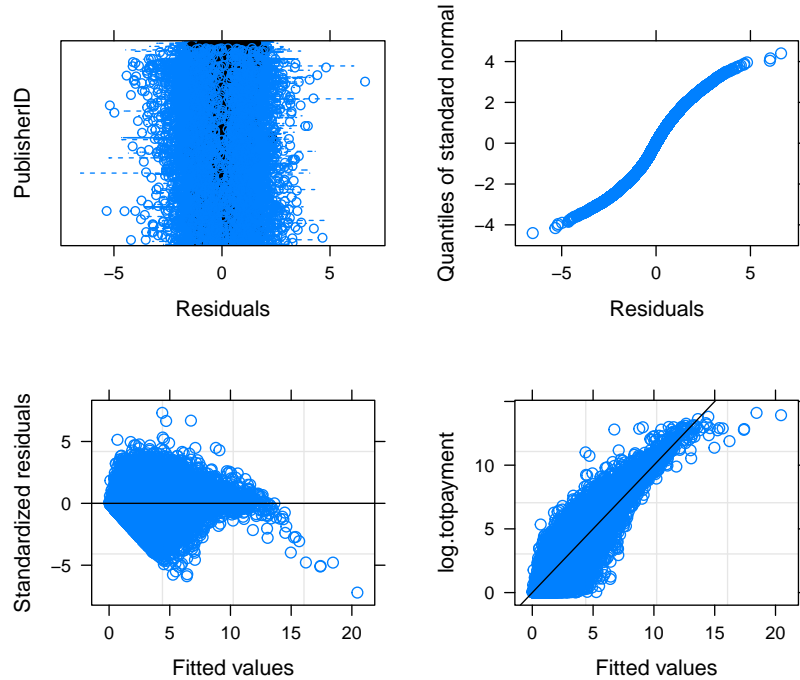 PublisherID
−5 0 5
Residuals
Quantiles of standard normal
4
2
0
−2
−4
−5 0 5
Residuals
Standardized residuals
5
0
−5
0 5 10 15 20
Fitted values
log.totpayment
10
5
0
0 5 10 15 20
Fitted values